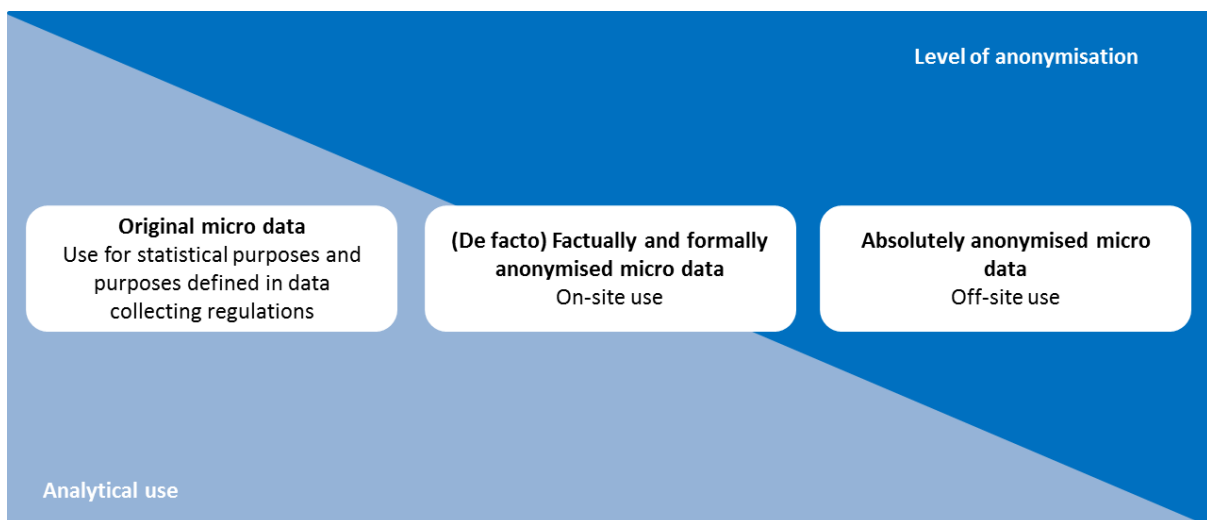 Level of anonymisation
Original micro data
Use for statistical purposes and
purposes defined in data
collecting regulations
(De facto) Factually and formally
anonymised micro data
On-site use
Absolutely anonymised micro
data
Off-site use
Analytical use